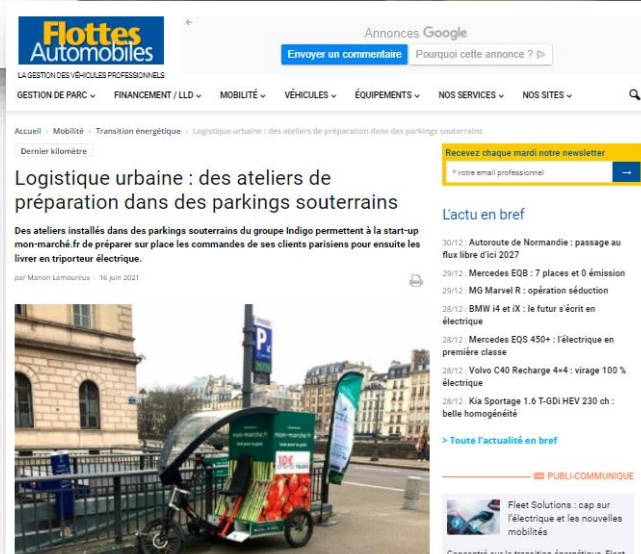 Flottes
Automobiles
LA GESTION DES VÉHICULES PROFESSIONNELS
Annonces Google
Envoyer un commentaire
Pourquoi cette annonce ?
GESTION DE PARC
FINANCEMENT / LLD
MOBILITÉ
VÉHICULES
ÉQUIPEMENTS
NOS SERVICES
NOS SITES
Accueil › Mobilité › Transition énergétique › Logistique urbaine : des ateliers de préparation dans des parkings souterrains
Dernier kilomètre
Logistique urbaine : des ateliers de
préparation dans des parkings souterrains
Des ateliers installés dans des parkings souterrains du groupe Indigo permettent à la start-up
mon-marché.fr de préparer sur place les commandes de ses clients parisiens pour ensuite les
livrer en triporteur électrique.
par Manon Lamoureux - 16 juin 2021
P
mon-marché.fr
mon-marché.fr
10€
Recevez chaque mardi notre newsletter
* votre email professionnel
L'actu en bref
30/12 : Autoroute de Normandie : passage au
flux libre d'ici 2027
29/12 : Mercedes EQB : 7 places et 0 émission
29/12 : MG Marvel R : opération séduction
28/12 : BMW i4 et iX : le futur s'écrit en
électrique
28/12 : Mercedes EQS 450+ : l'électrique en
première classe
28/12 : Volvo C40 Recharge 4×4 : virage 100 %
électrique
28/12 : Kia Sportage 1.6 T-GDi HEV 230 ch :
belle homogénéité
> Toute l'actualité en bref
PUBLI-COMMUNIQUE
Fleet Solutions : cap sur
l'électrique et les nouvelles
mobilités
Concentré sur la transition énergétique, Fleet